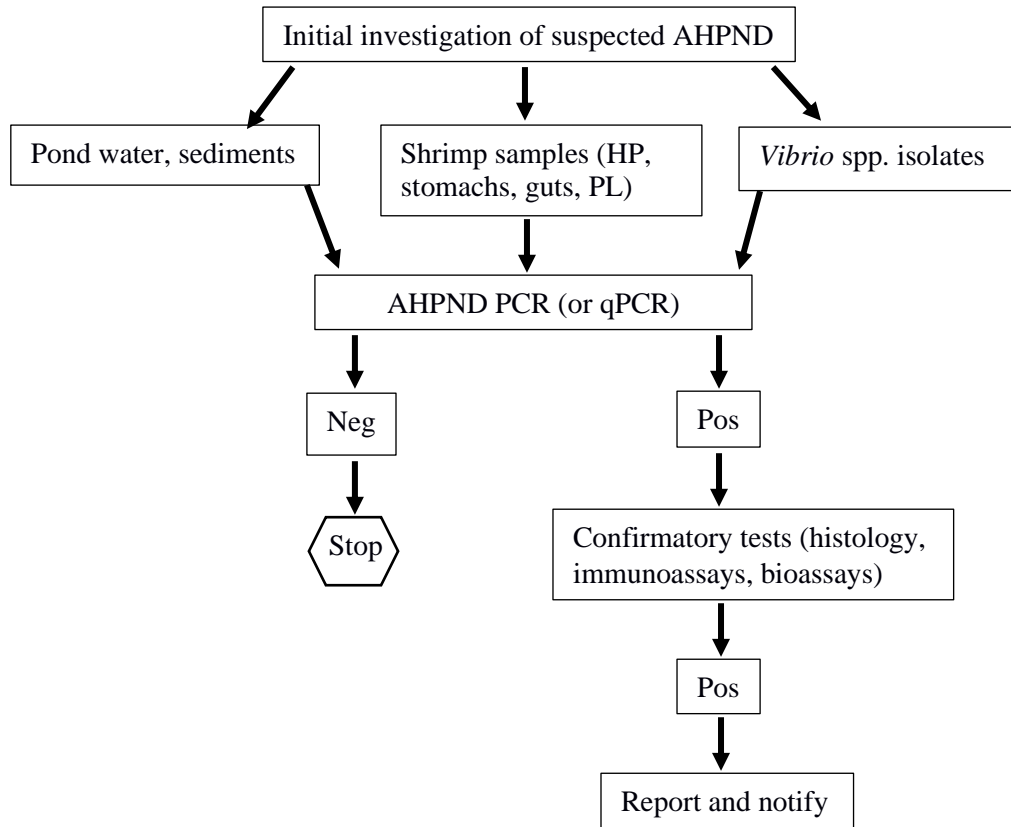 Initial investigation of suspected AHPND
Pond water, sediments
Shrimp samples (HP,
stomachs, guts, PL)
Vibrio spp. isolates
AHPND PCR (or qPCR)
Neg
Pos
Stop
Confirmatory tests (histology,
immunoassays, bioassays)
Pos
Report and notify